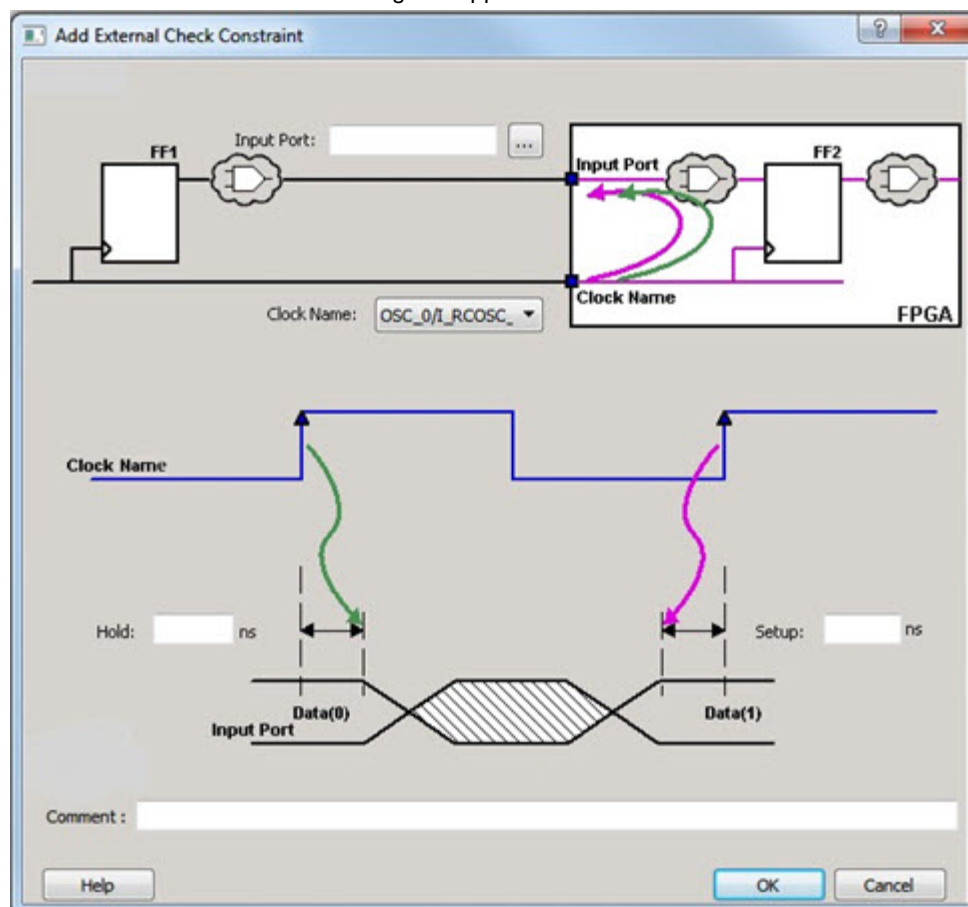 Add External Check Constraint
Input Port:
...
FF1
Input Port
FF2
Clock Name
FPGA
Clock Name:
OSC_0/I_RCOSC_
Clock Name
Hold:
ns
Setup:
ns
Data(0)
Data(1)
Input Port
Comment :
Help
OK
Cancel